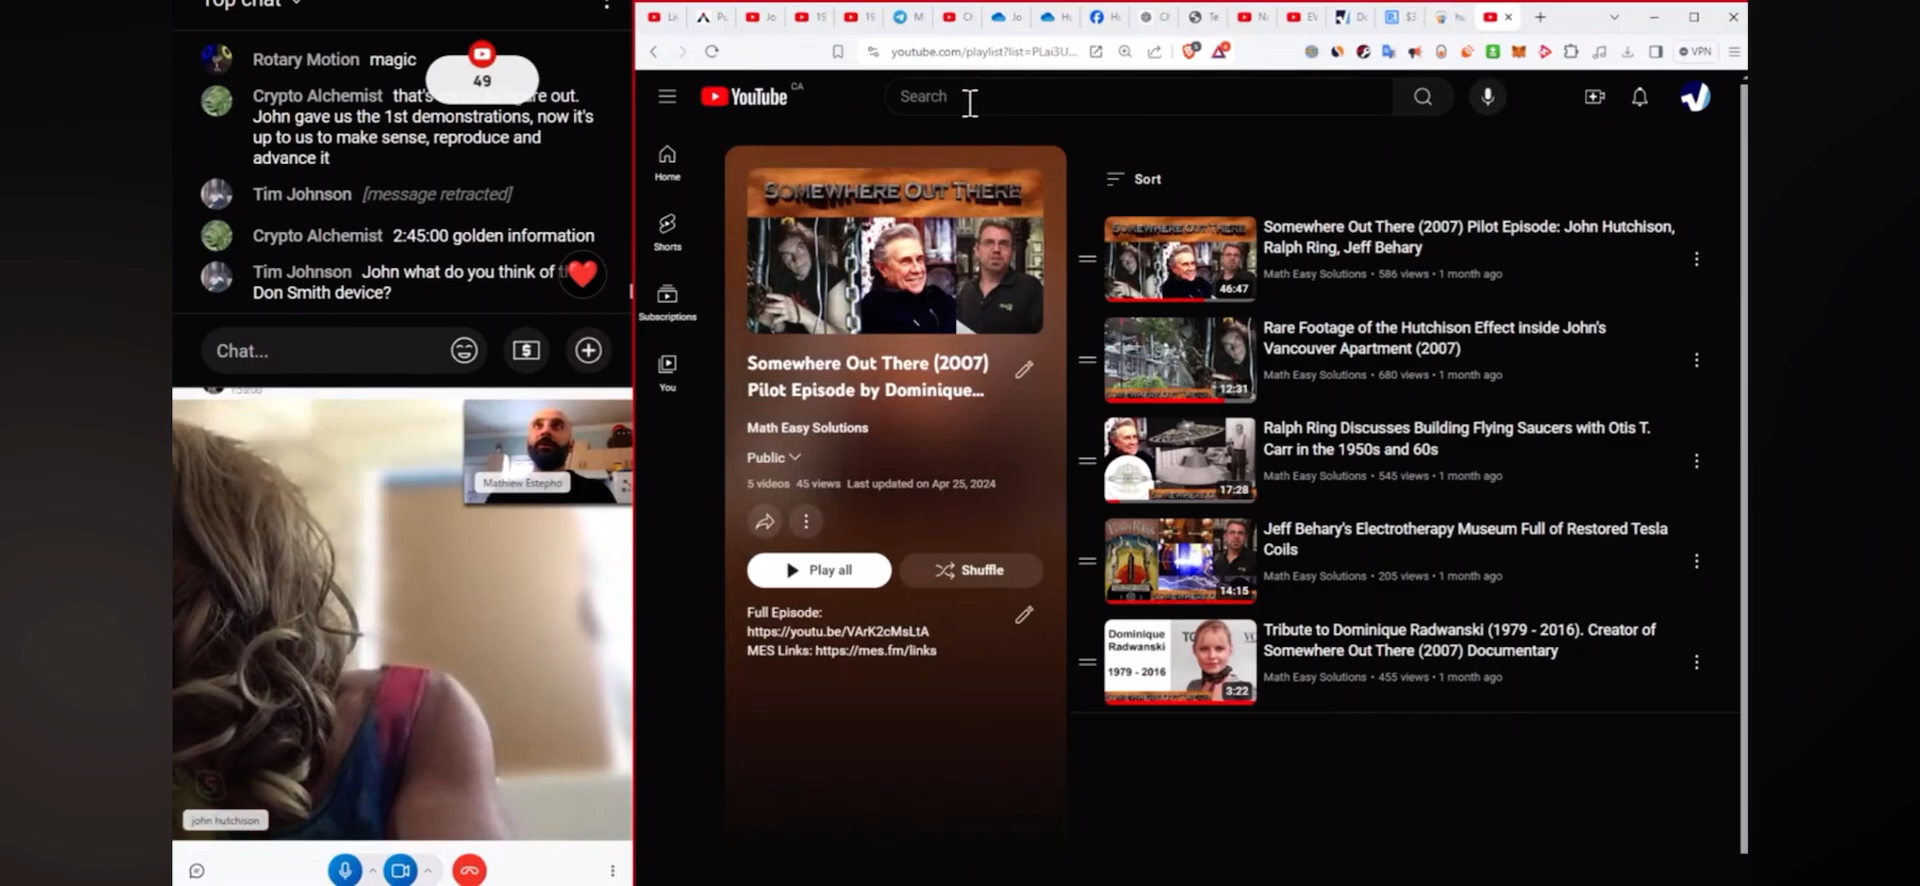 Top chat
Rotary Motion magic
49
Crypto Alchemist that's
re out.
John gave us the 1st demonstrations, now it's
up to us to make sense, reproduce and
advance it
Tim Johnson [message retracted]
Crypto Alchemist 2:45:00 golden information
Tim Johnson John what do you think of
Don Smith device?
Chat...
Mathiew Estepho
john hutchison
youtube.com/playlist?list=PLai3U...
VPN
YouTube CA
Search
Home
Shorts
Subscriptions
You
SOMEWHERE OUT THERE
Somewhere Out There (2007)
Pilot Episode by Dominique...
Math Easy Solutions
Public
5 videos 45 views Last updated on Apr 25, 2024
Play all
Shuffle
Full Episode:
https://youtu.be/VArK2cMsLtA
MES Links: https://mes.fm/links
Sort
SOMEWHERE OUT THERE
46:47
Somewhere Out There (2007) Pilot Episode: John Hutchison,
Ralph Ring, Jeff Behary
Math Easy Solutions • 586 views • 1 month ago
12:31
Rare Footage of the Hutchison Effect inside John's
Vancouver Apartment (2007)
Math Easy Solutions • 680 views • 1 month ago
17:28
Ralph Ring Discusses Building Flying Saucers with Otis T.
Carr in the 1950s and 60s
Math Easy Solutions • 545 views • 1 month ago
14:15
Jeff Behary's Electrotherapy Museum Full of Restored Tesla
Coils
Math Easy Solutions • 205 views • 1 month ago
Dominique
Radwanski
1979 - 2016
3:22
Tribute to Dominique Radwanski (1979 - 2016). Creator of
Somewhere Out There (2007) Documentary
Math Easy Solutions • 455 views • 1 month ago